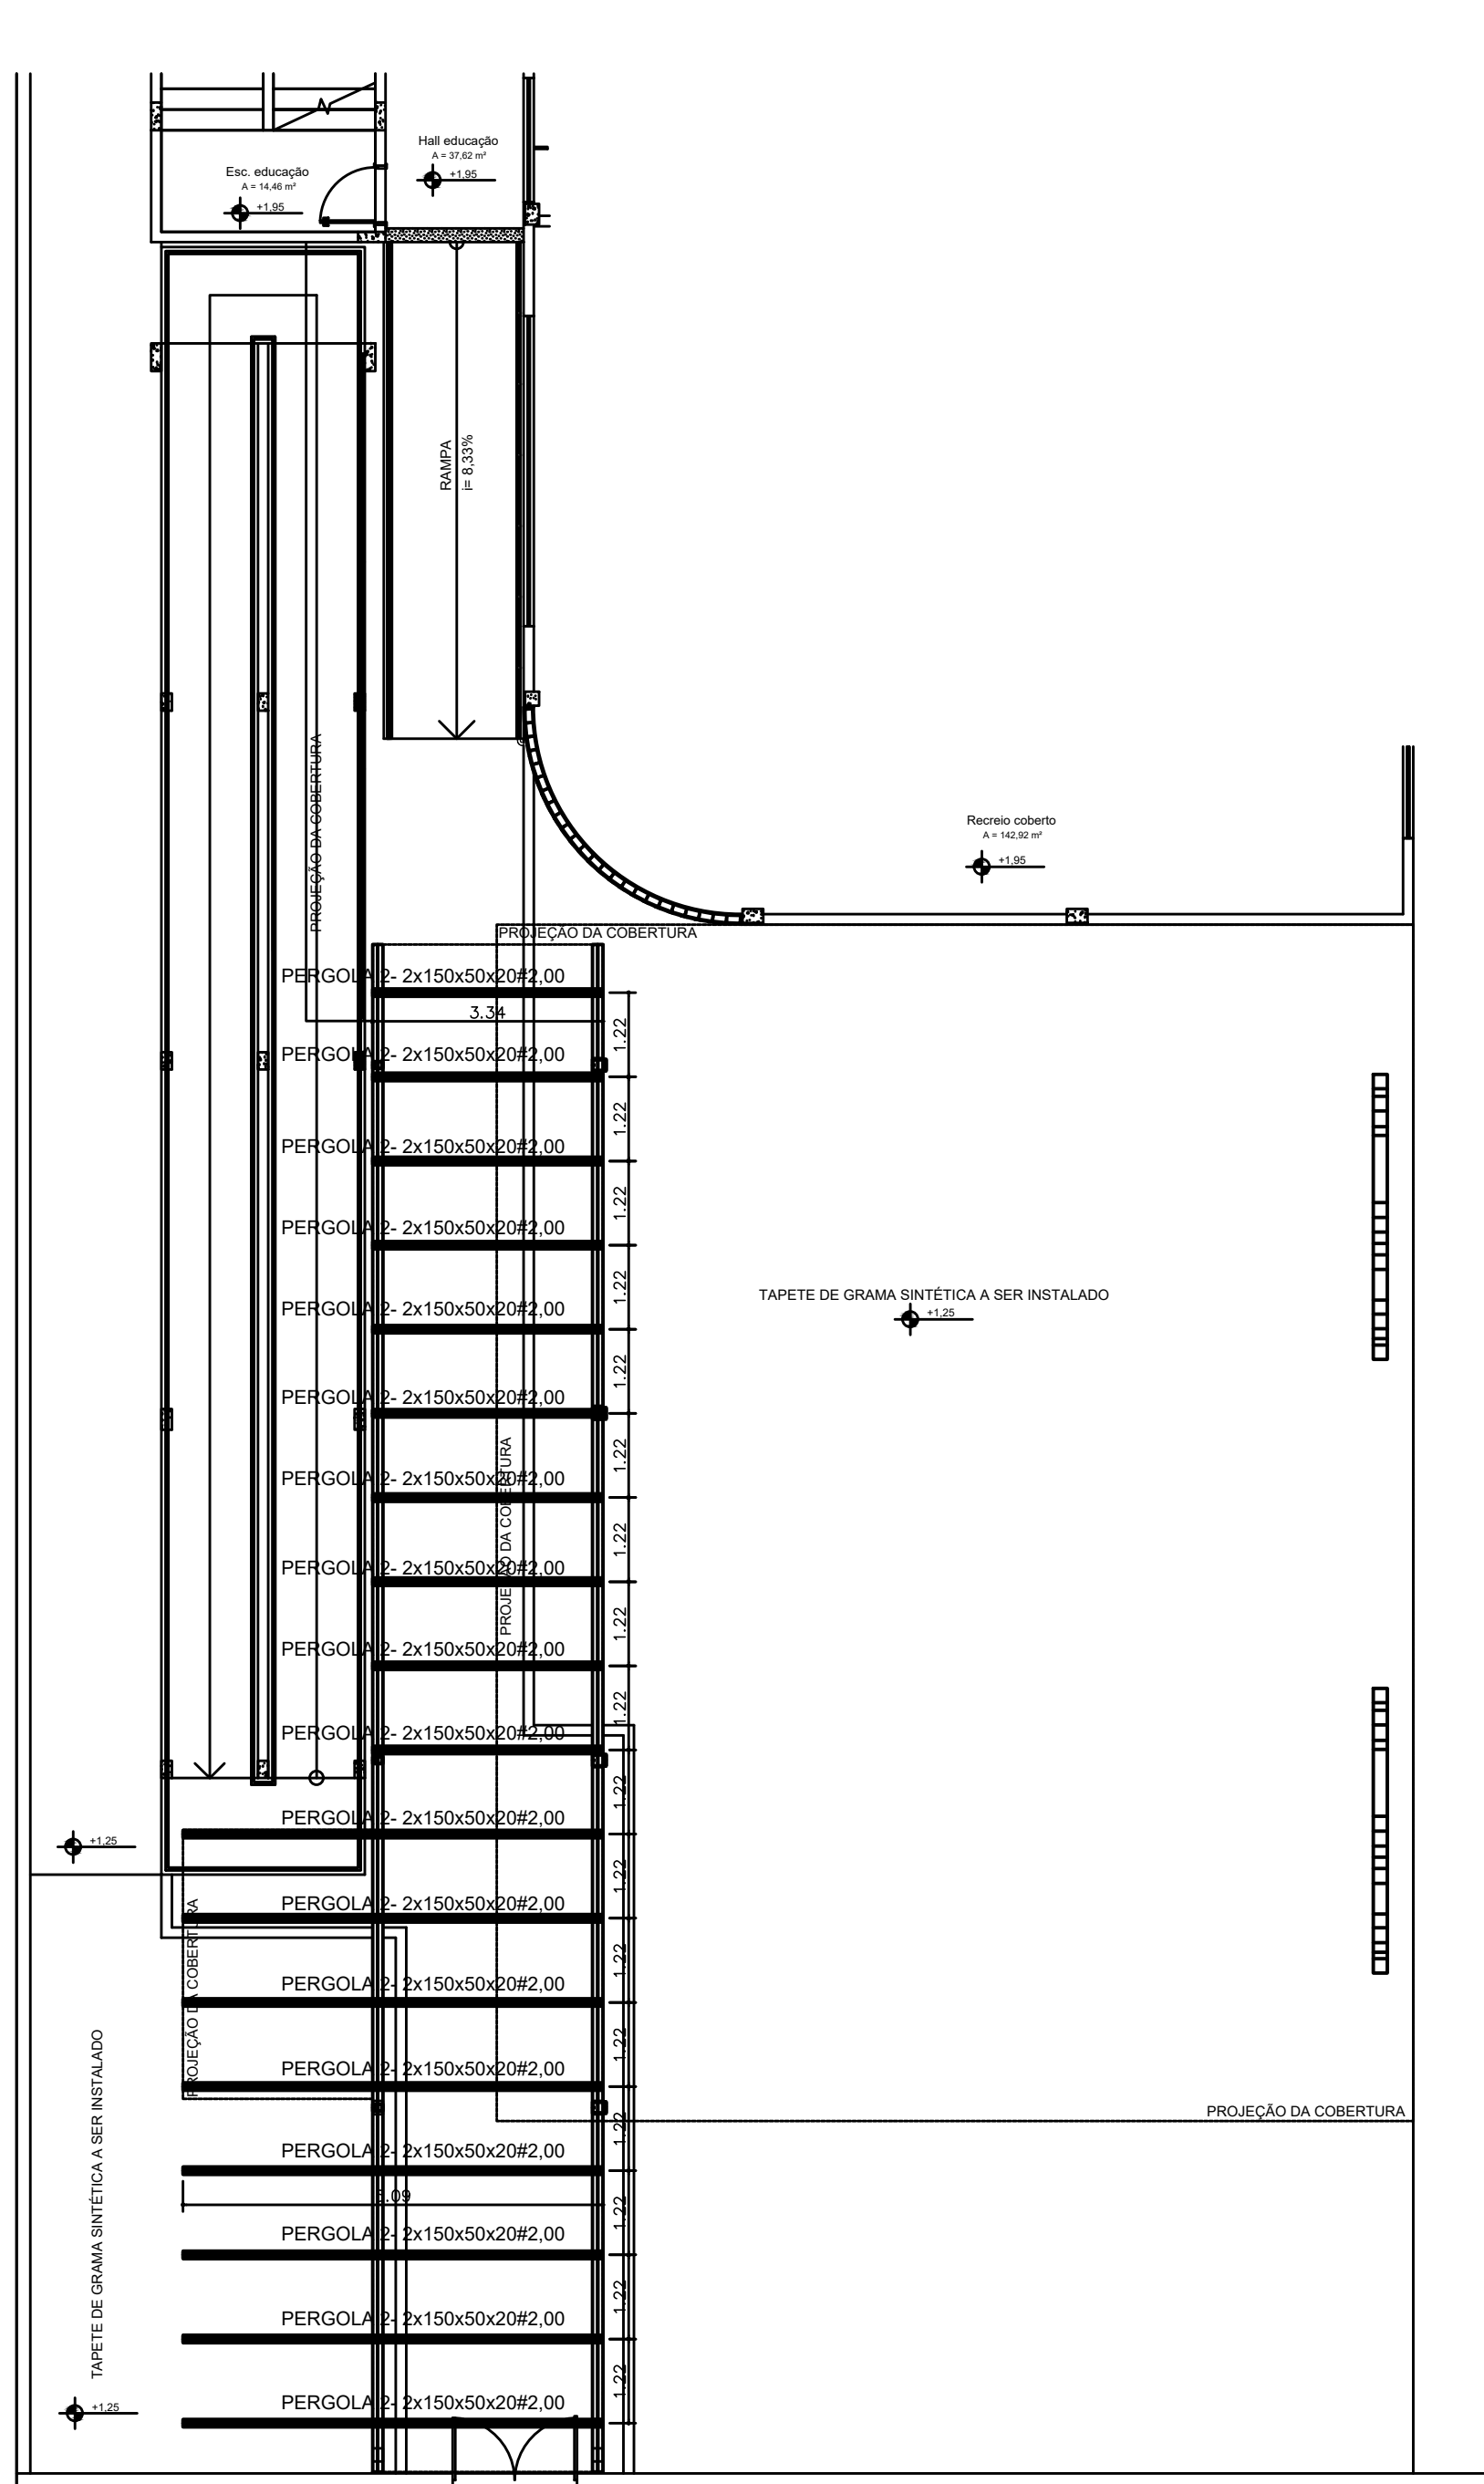 Hall educação
A = 37,62 m²
+1,95
Esc. educação
A = 14,46 m²
+1,95
RAMPA
i= 8,33%
PROJEÇÃO DA COBERTURA
Recreio coberto
A = 142,92 m²
+1,95
PROJEÇÃO DA COBERTURA
PERGOLA 2- 2x150x50x20#2,00
3.34
1.22
PERGOLA 2- 2x150x50x20#2,00
1.22
PERGOLA 2- 2x150x50x20#2,00
1.22
PERGOLA 2- 2x150x50x20#2,00
1.22
PERGOLA 2- 2x150x50x20#2,00
TAPETE DE GRAMA SINTÉTICA A SER INSTALADO
+1,25
1.22
PERGOLA 2- 2x150x50x20#2,00
1.22
PERGOLA 2- 2x150x50x20#2,00
PROJEÇÃO DA COBERTURA
1.22
PERGOLA 2- 2x150x50x20#2,00
1.22
PERGOLA 2- 2x150x50x20#2,00
1.22
PERGOLA 2- 2x150x50x20#2,00
1.22
PERGOLA 2- 2x150x50x20#2,00
+1,25
1.22
PERGOLA 2- 2x150x50x20#2,00
PROJEÇÃO DA COBERTURA
1.22
PERGOLA 2- 2x150x50x20#2,00
1.22
PERGOLA 2- 2x150x50x20#2,00
PROJEÇÃO DA COBERTURA
1.22
PERGOLA 2- 2x150x50x20#2,00
TAPETE DE GRAMA SINTÉTICA A SER INSTALADO
1.22
PERGOLA 2- 2x150x50x20#2,00
1.22
PERGOLA 2- 2x150x50x20#2,00
1.22
PERGOLA 2- 2x150x50x20#2,00
+1,25